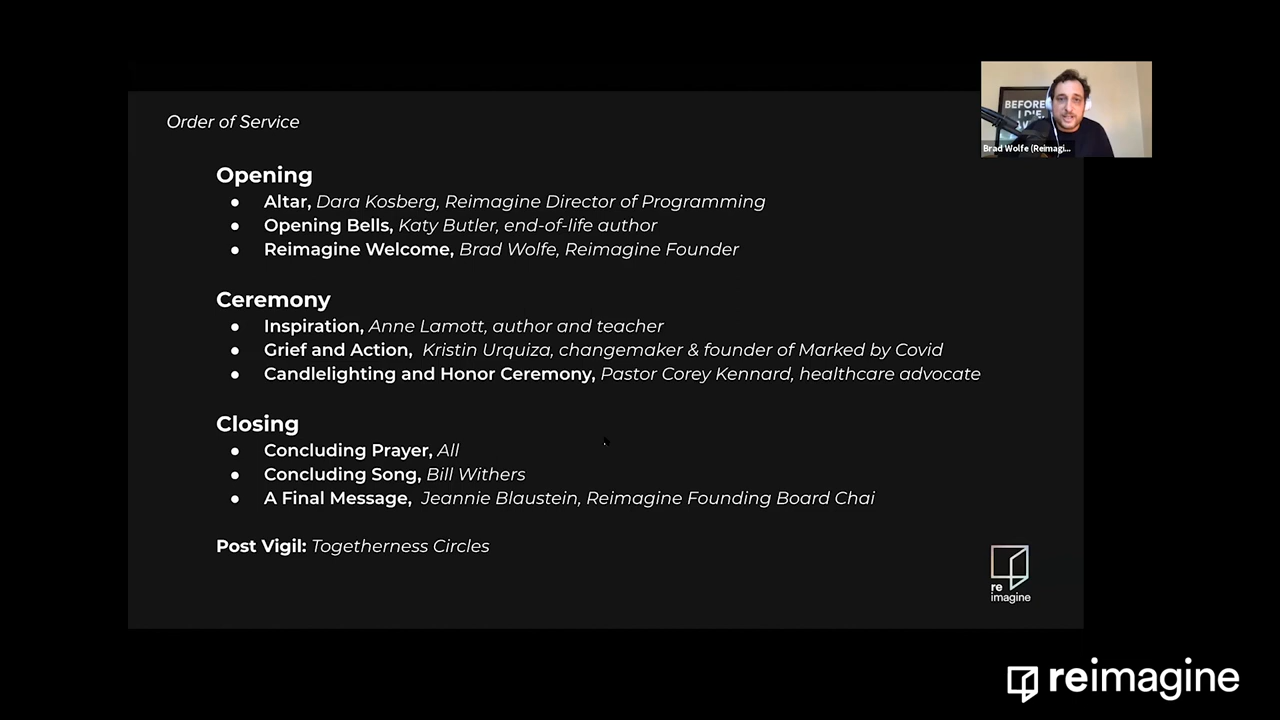 Order of Service
Opening
● Altar, Dara Kosberg, Reimagine Director of Programming
● Opening Bells, Katy Butler, end-of-life author
● Reimagine Welcome, Brad Wolfe, Reimagine Founder
Ceremony
● Inspiration, Anne Lamott, author and teacher
● Grief and Action, Kristin Urquiza, changemaker & founder of Marked by Covid
● Candlelighting and Honor Ceremony, Pastor Corey Kennard, healthcare advocate
Closing
● Concluding Prayer, All
● Concluding Song, Bill Withers
● A Final Message, Jeannie Blaustein, Reimagine Founding Board Chai
Post Vigil: Togetherness Circles
BEFORE
I DIE
Brad Wolfe (Reimagi...
re
imagine
reimagine